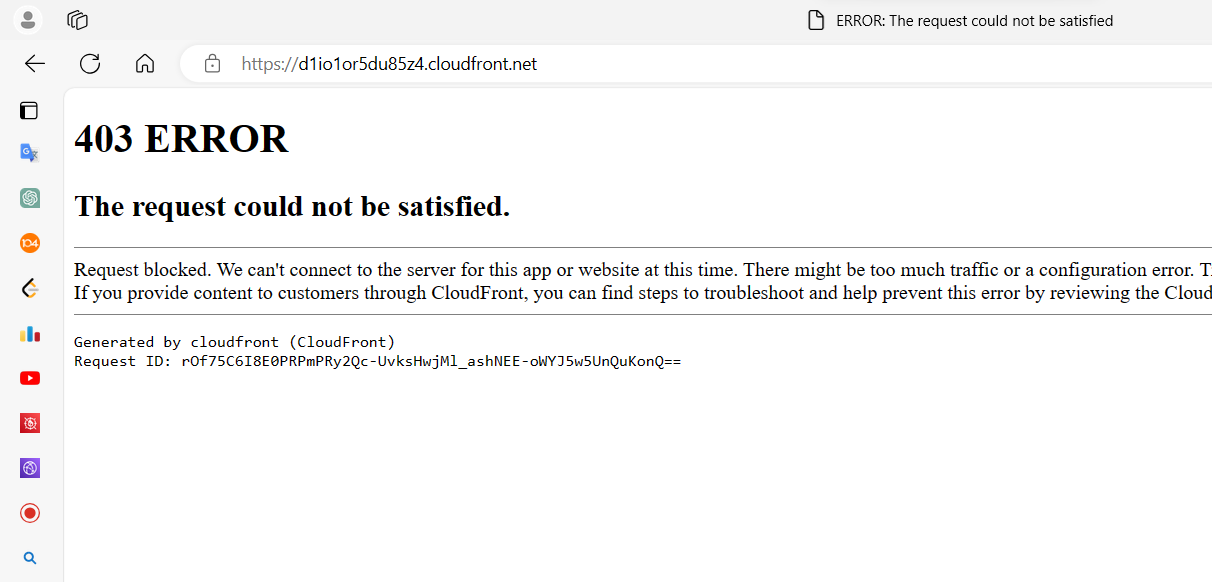 ERROR: The request could not be satisfied
https://d1io1or5du85z4.cloudfront.net
104
403 ERROR
The request could not be satisfied.
Request blocked. We can't connect to the server for this app or website at this time. There might be too much traffic or a configuration error. T
If you provide content to customers through CloudFront, you can find steps to troubleshoot and help prevent this error by reviewing the Cloud
Generated by cloudfront (CloudFront)
Request ID: rOf75C6I8E0PRPmPRy2Qc-UvksHwjMl_ashNEE-oWYJ5w5UnQuKonQ==